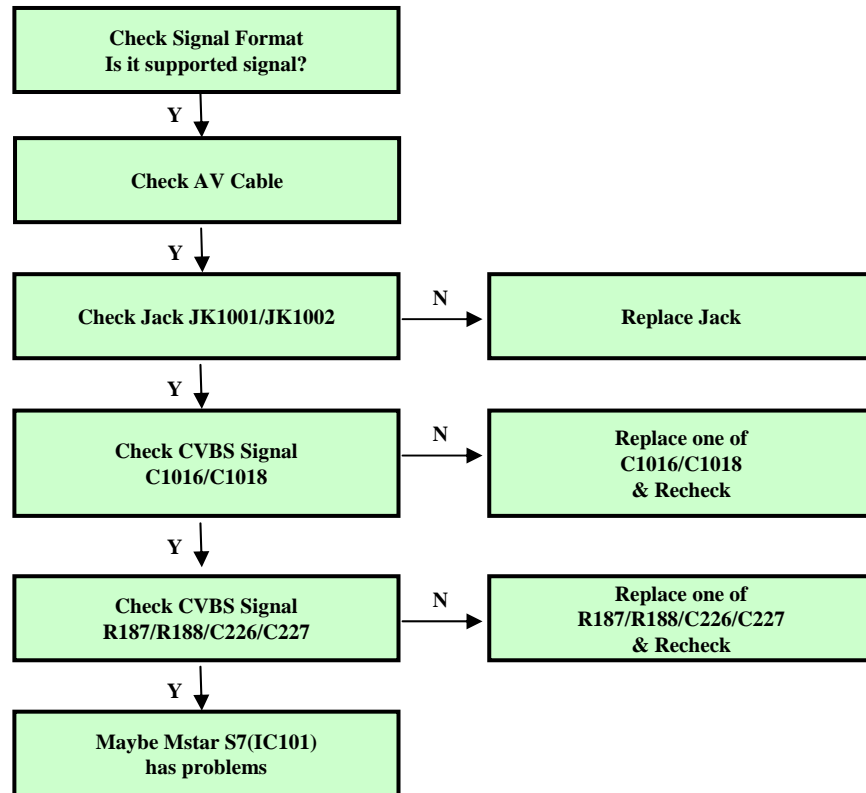 Check Signal Format
Is it supported signal?
Y
Check AV Cable
Y
Check Jack JK1001/JK1002
N
Replace Jack
Y
Check CVBS Signal
C1016/C1018
N
Replace one of
C1016/C1018
& Recheck
Y
Check CVBS Signal
R187/R188/C226/C227
N
Replace one of
R187/R188/C226/C227
& Recheck
Y
Maybe Mstar S7(IC101)
has problems